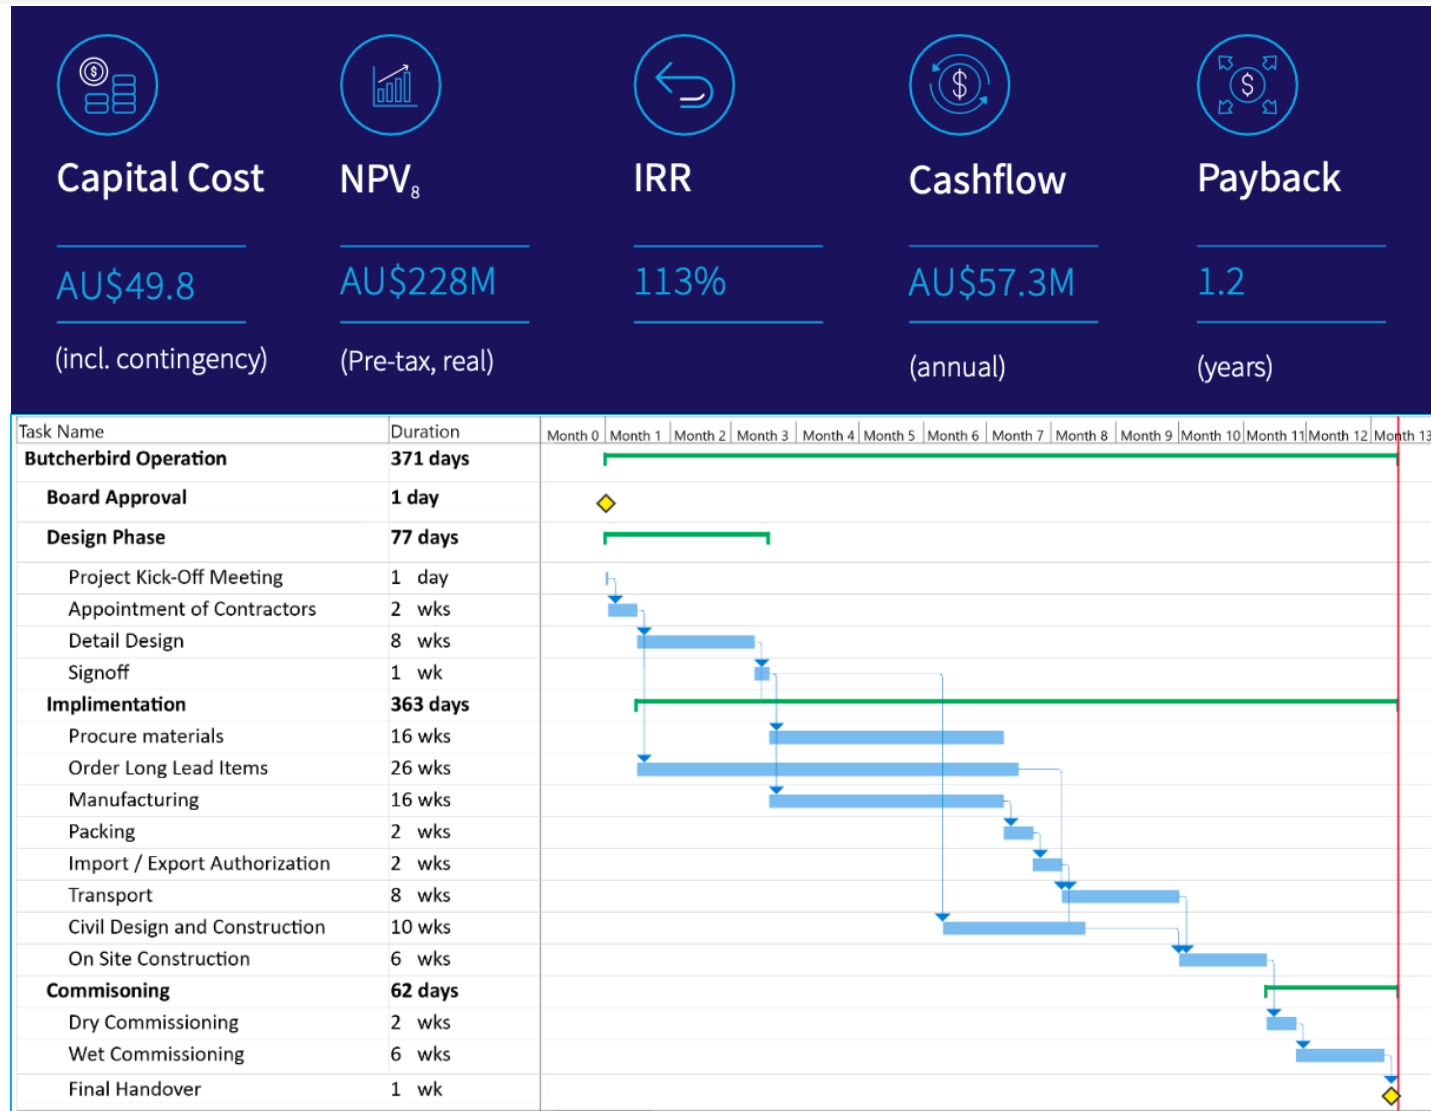 Capital Cost
NPV8
IRR
Cashflow
Payback
AU$49.8
AU$228M
113%
AU$57.3M
1.2
(incl. contingency)
(Pre-tax, real)
(annual)
(years)
Task Name Duration Month 0 Month 1 Month 2 Month 3 Month 4 Month 5 Month 6 Month 7 Month 8 Month 9 Month 10 Month 11 Month 12 Month 13
Butcherbird Operation 371 days
Board Approval 1 day
Design Phase 77 days
Project Kick-Off Meeting 1 day
Appointment of Contractors 2 wks
Detail Design 8 wks
Signoff 1 wk
Implimentation 363 days
Procure materials 16 wks
Order Long Lead Items 26 wks
Manufacturing 16 wks
Packing 2 wks
Import / Export Authorization 2 wks
Transport 8 wks
Civil Design and Construction 10 wks
On Site Construction 6 wks
Commisoning 62 days
Dry Commissioning 2 wks
Wet Commissioning 6 wks
Final Handover 1 wk